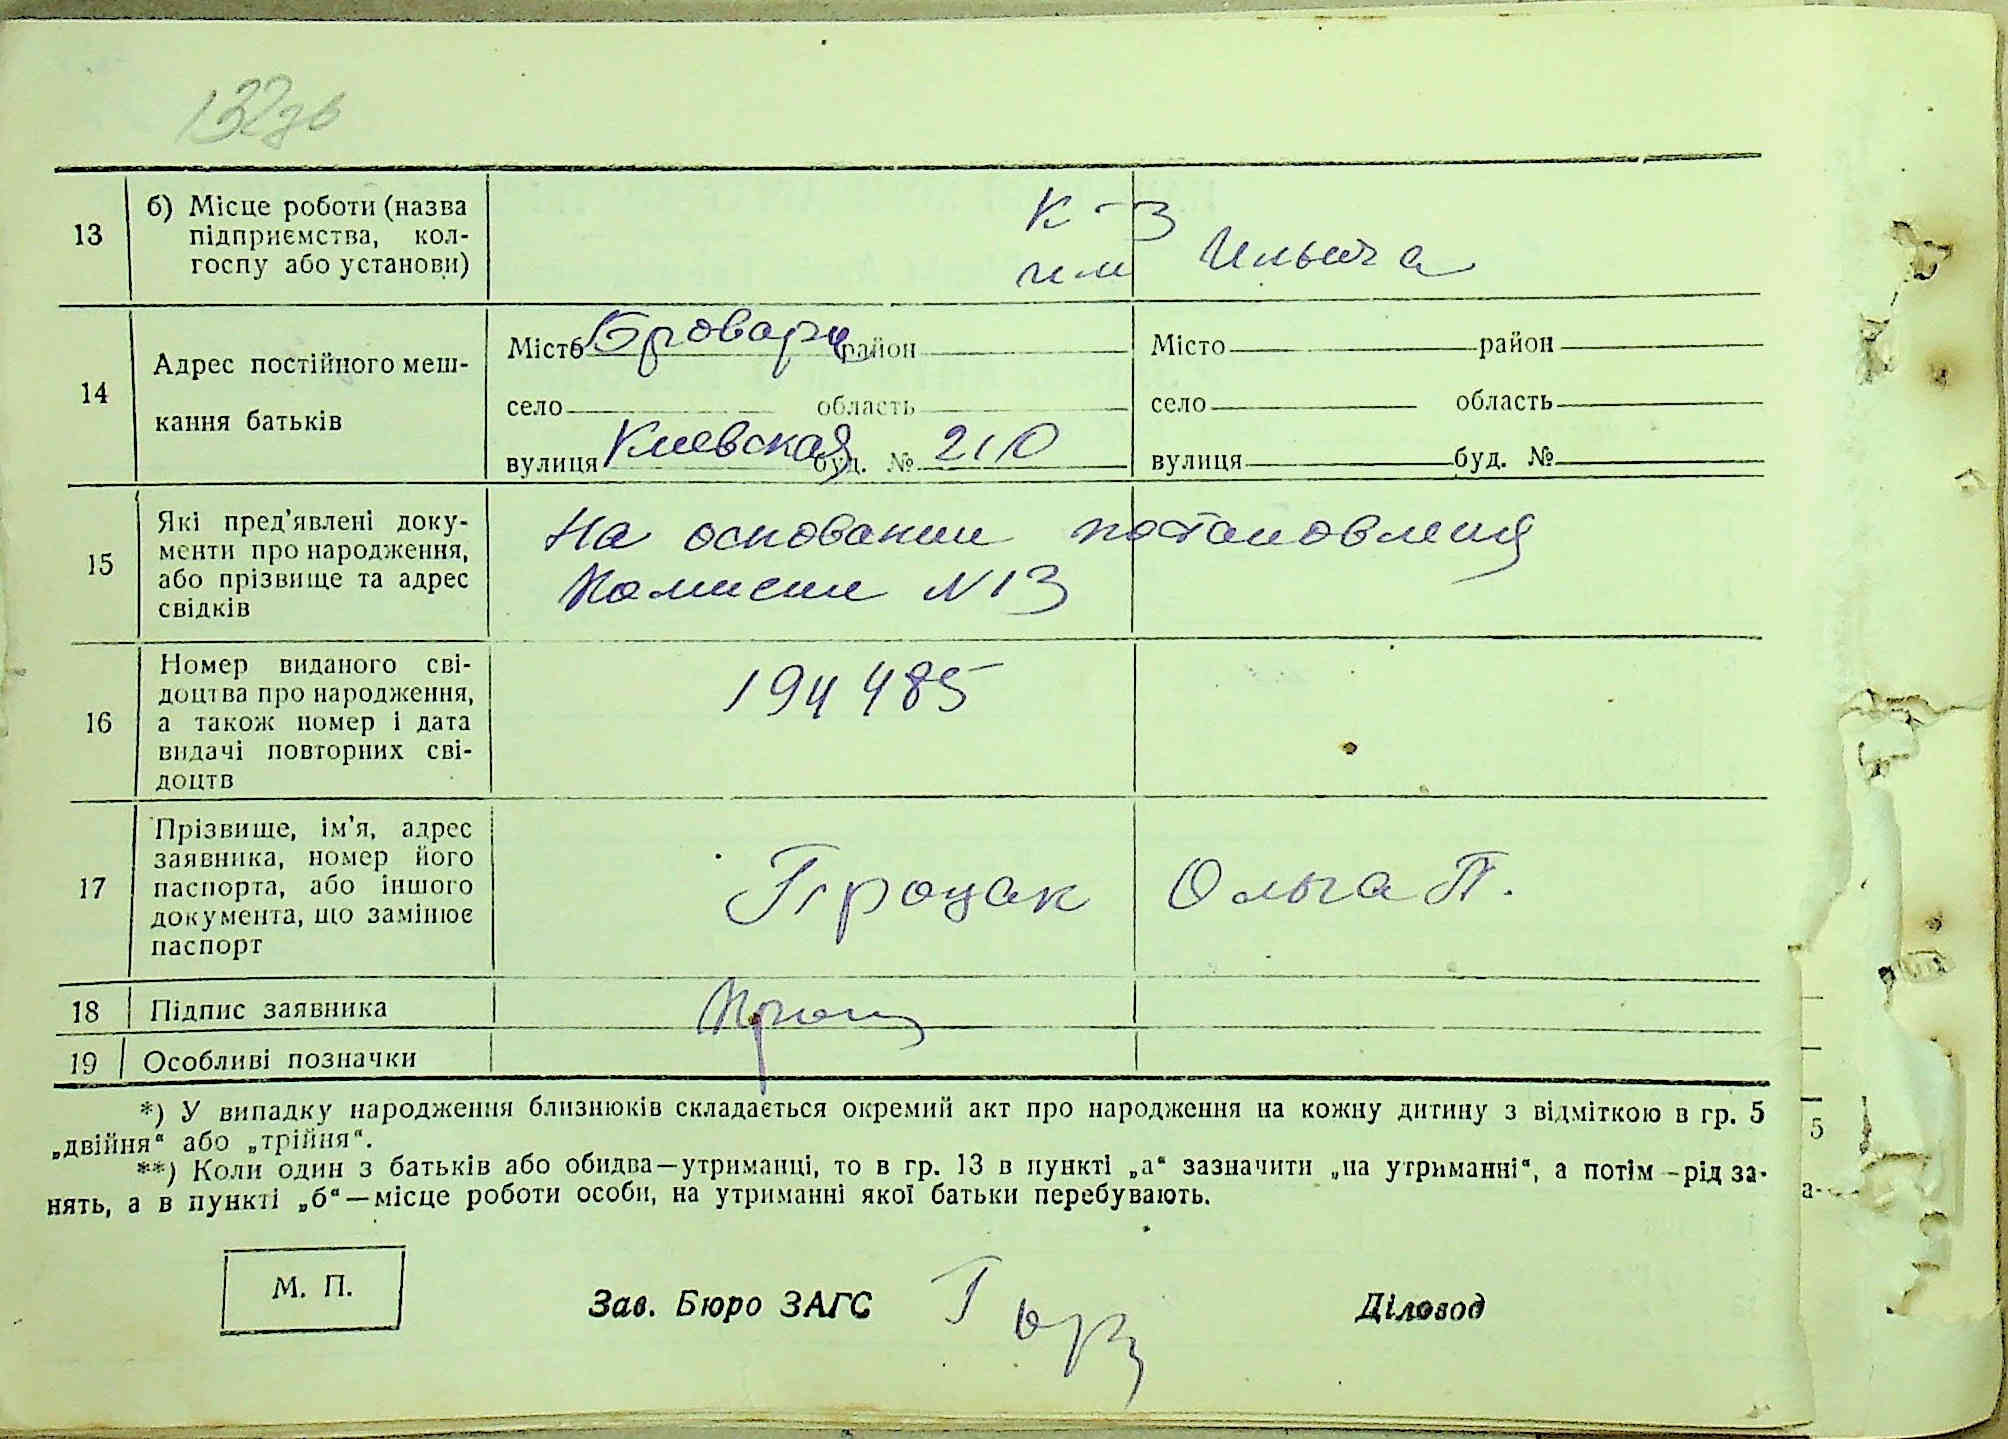 132зв
13
б) Місце роботи (назва
підприємства, кол-
госпу або установи)
к-з
им Ильича
14
Адрес постійного меш-
кання батьків
Місто Бровары район
село область
вулиця Киевская буд. № 210
Місто район
село область
вулиця буд. №
15
Які пред'явлені доку-
менти про народження,
або прізвище та адрес
свідків
На основании постановления
Комиссии N 13
16
Номер виданого сві-
доцтва про народження,
а також номер і дата
видачі повторних сві-
доцтв
194485
17
Прізвище, ім'я, адрес
заявника, номер його
паспорта, або іншого
документа, що замінює
паспорт
Процак Ольга П.
18
Підпис заявника
Проц
19
Особливі позначки
*) У випадку народження близнюків складається окремий акт про народження на кожну дитину з відміткою в гр. 5
„двійня“ або „трійня“.
**) Коли один з батьків або обидва—утриманці, то в гр. 13 в пункті „а“ зазначити „на утриманні“, а потім –рід за-
нять, а в пункті „б“—місце роботи особи, на утриманні якої батьки перебувають.
5
а-
М. П.
Зав. Бюро ЗАГС
Діловод